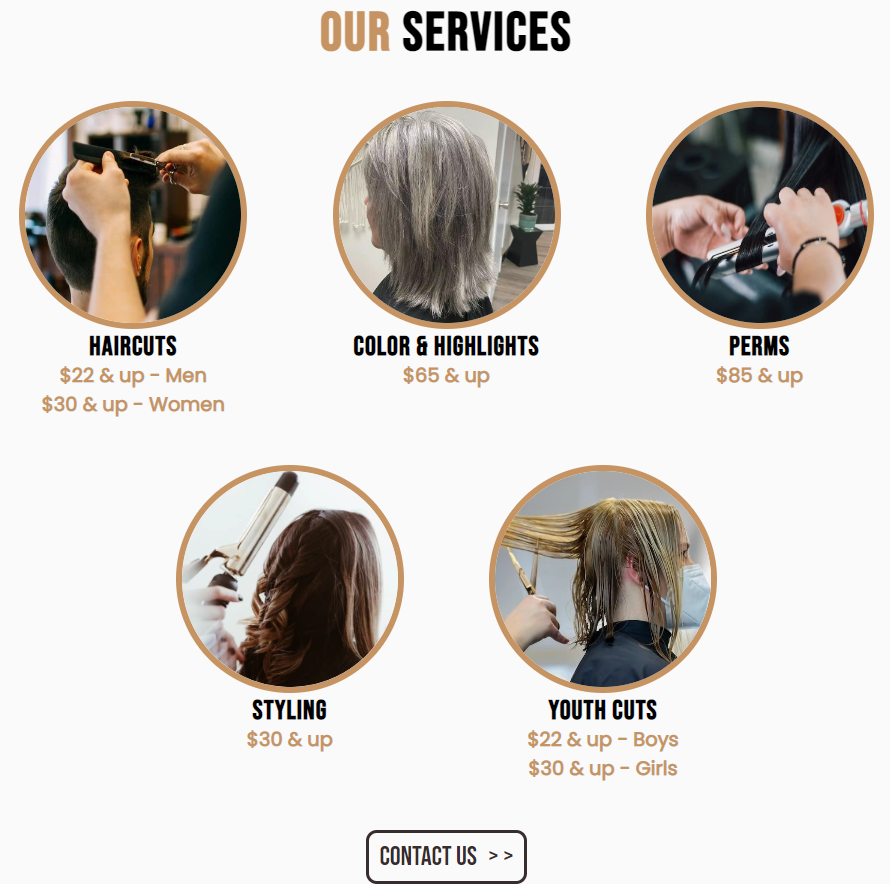 OUR SERVICES
HAIRCUTS
$22 & up - Men
$30 & up - Women
COLOR & HIGHLIGHTS
$65 & up
PERMS
$85 & up
STYLING
$30 & up
YOUTH CUTS
$22 & up - Boys
$30 & up - Girls
CONTACT US >>